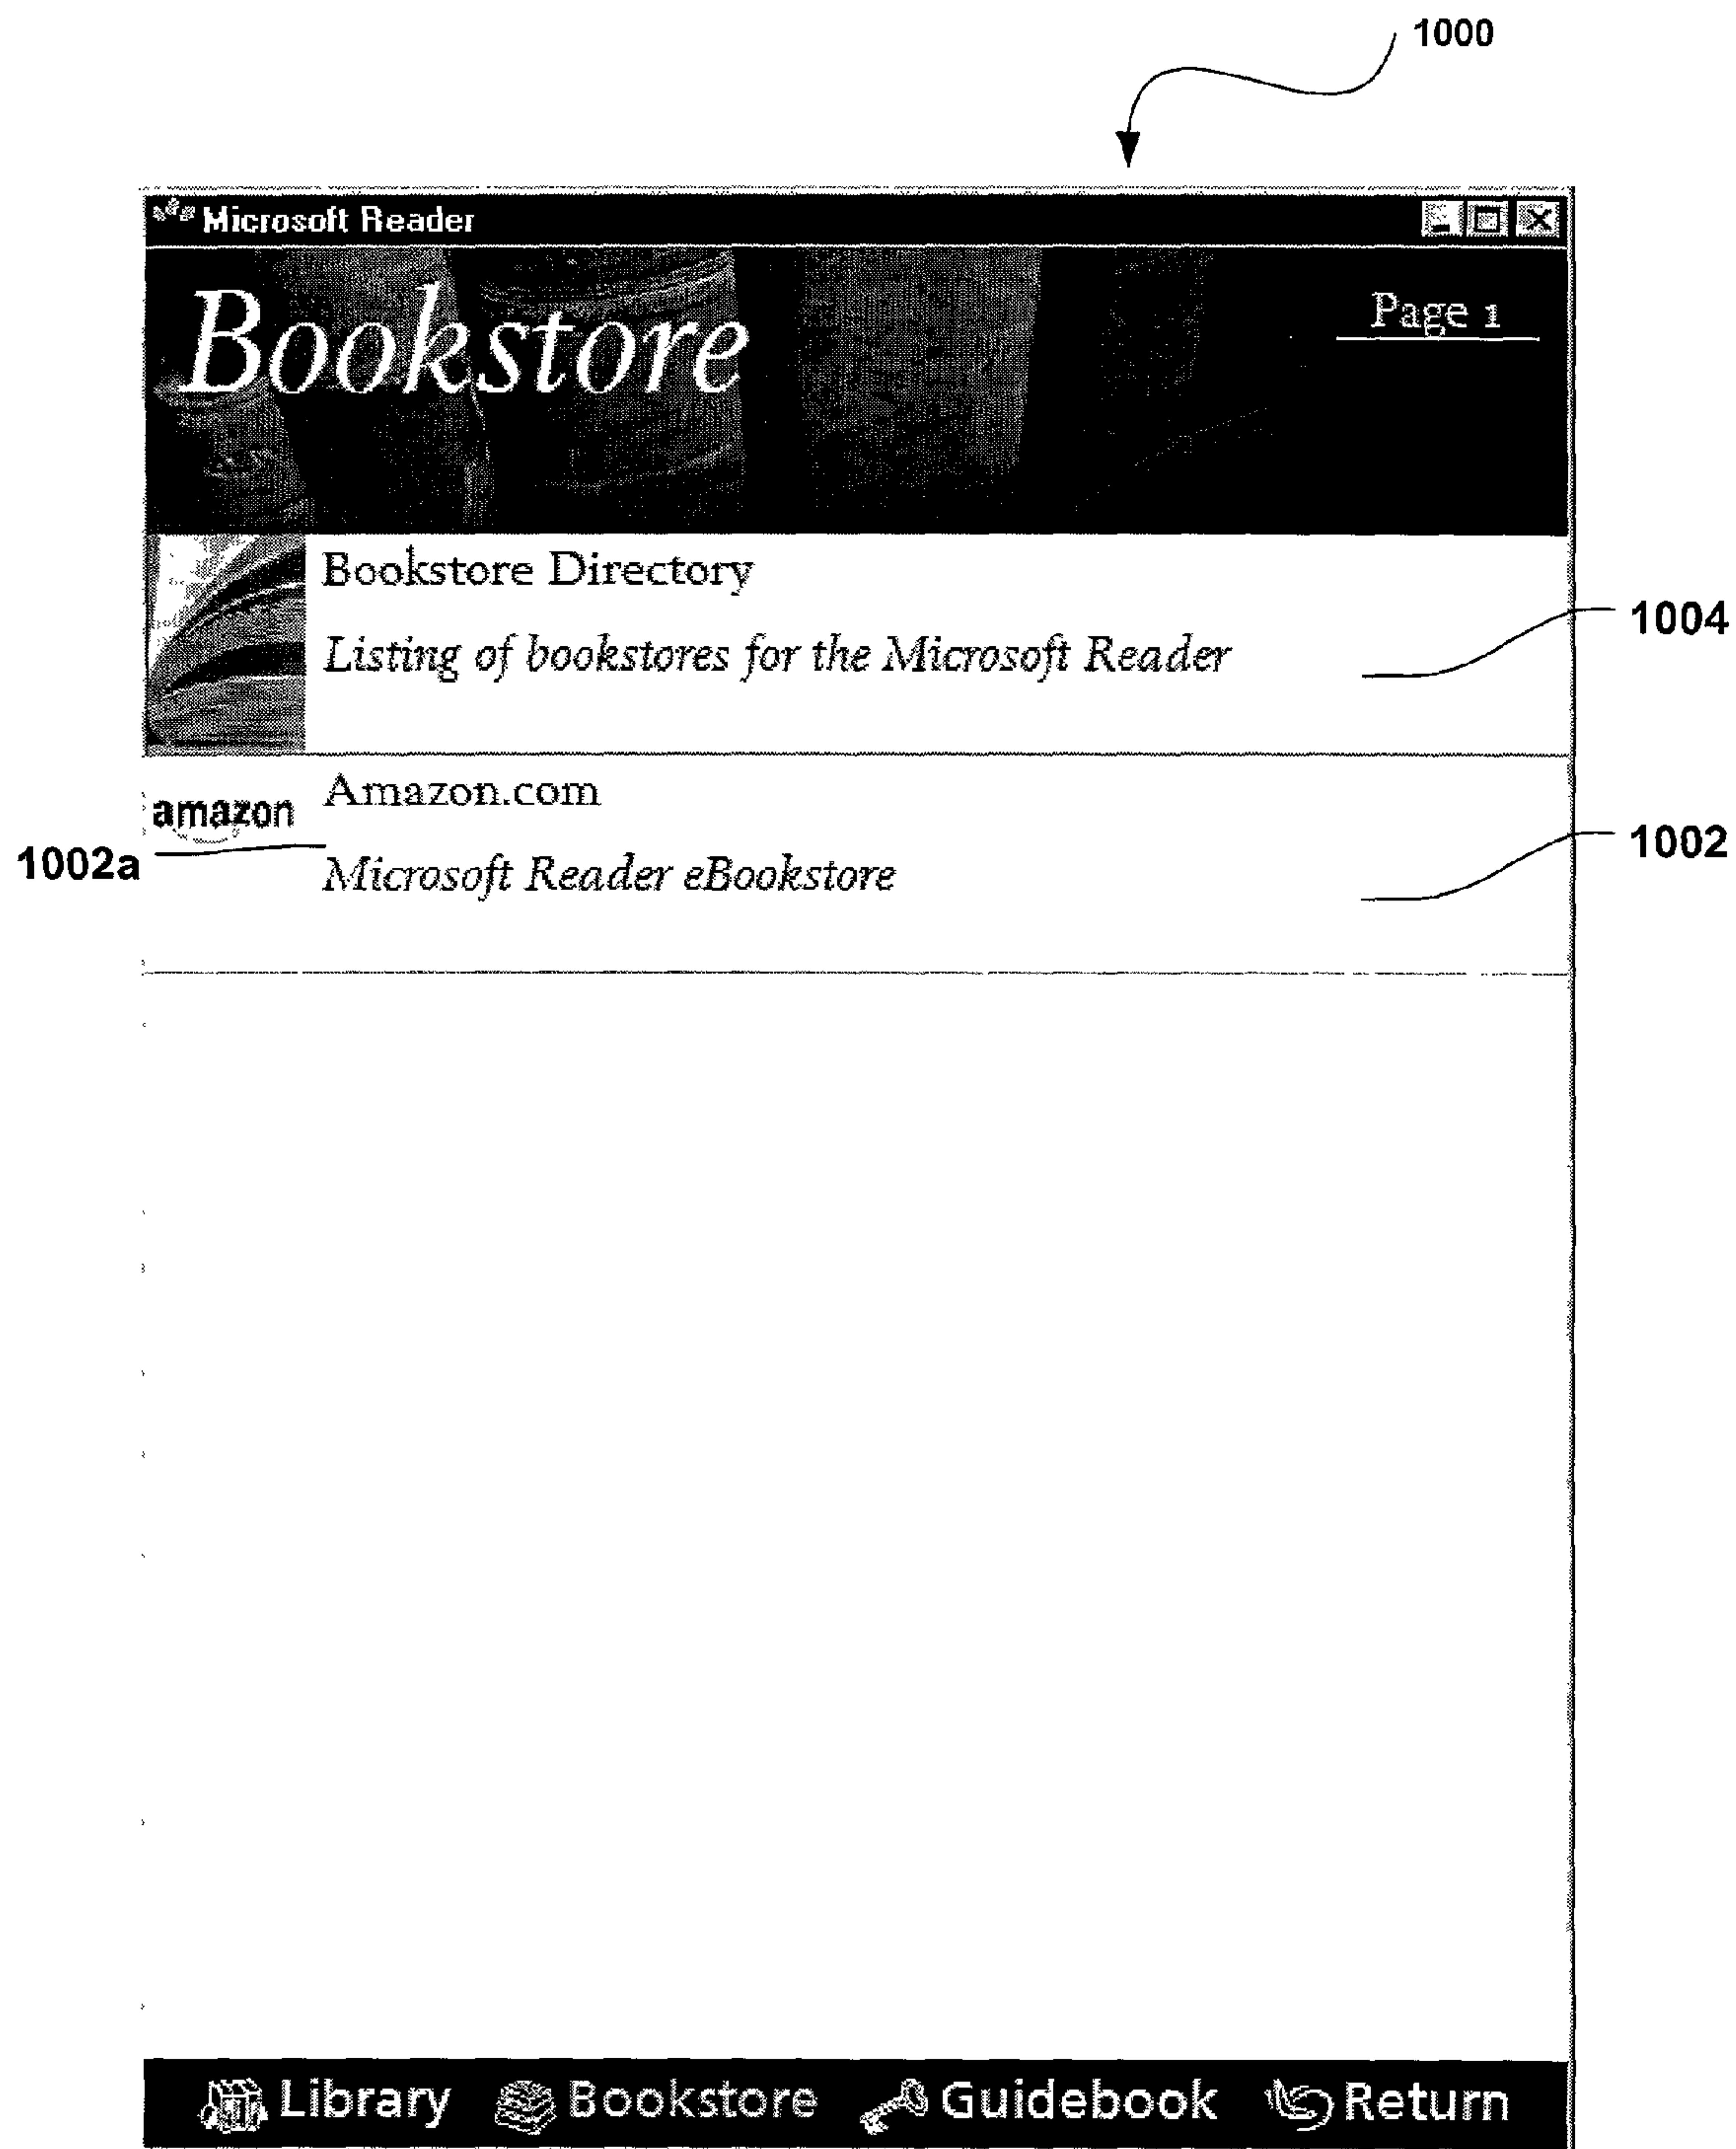 1000
Microsoft Reader
Bookstore
Page 1
Bookstore Directory
Listing of bookstores for the Microsoft Reader
1004
amazon
Amazon.com
1002a
Microsoft Reader eBookstore
1002
Library Bookstore Guidebook Return